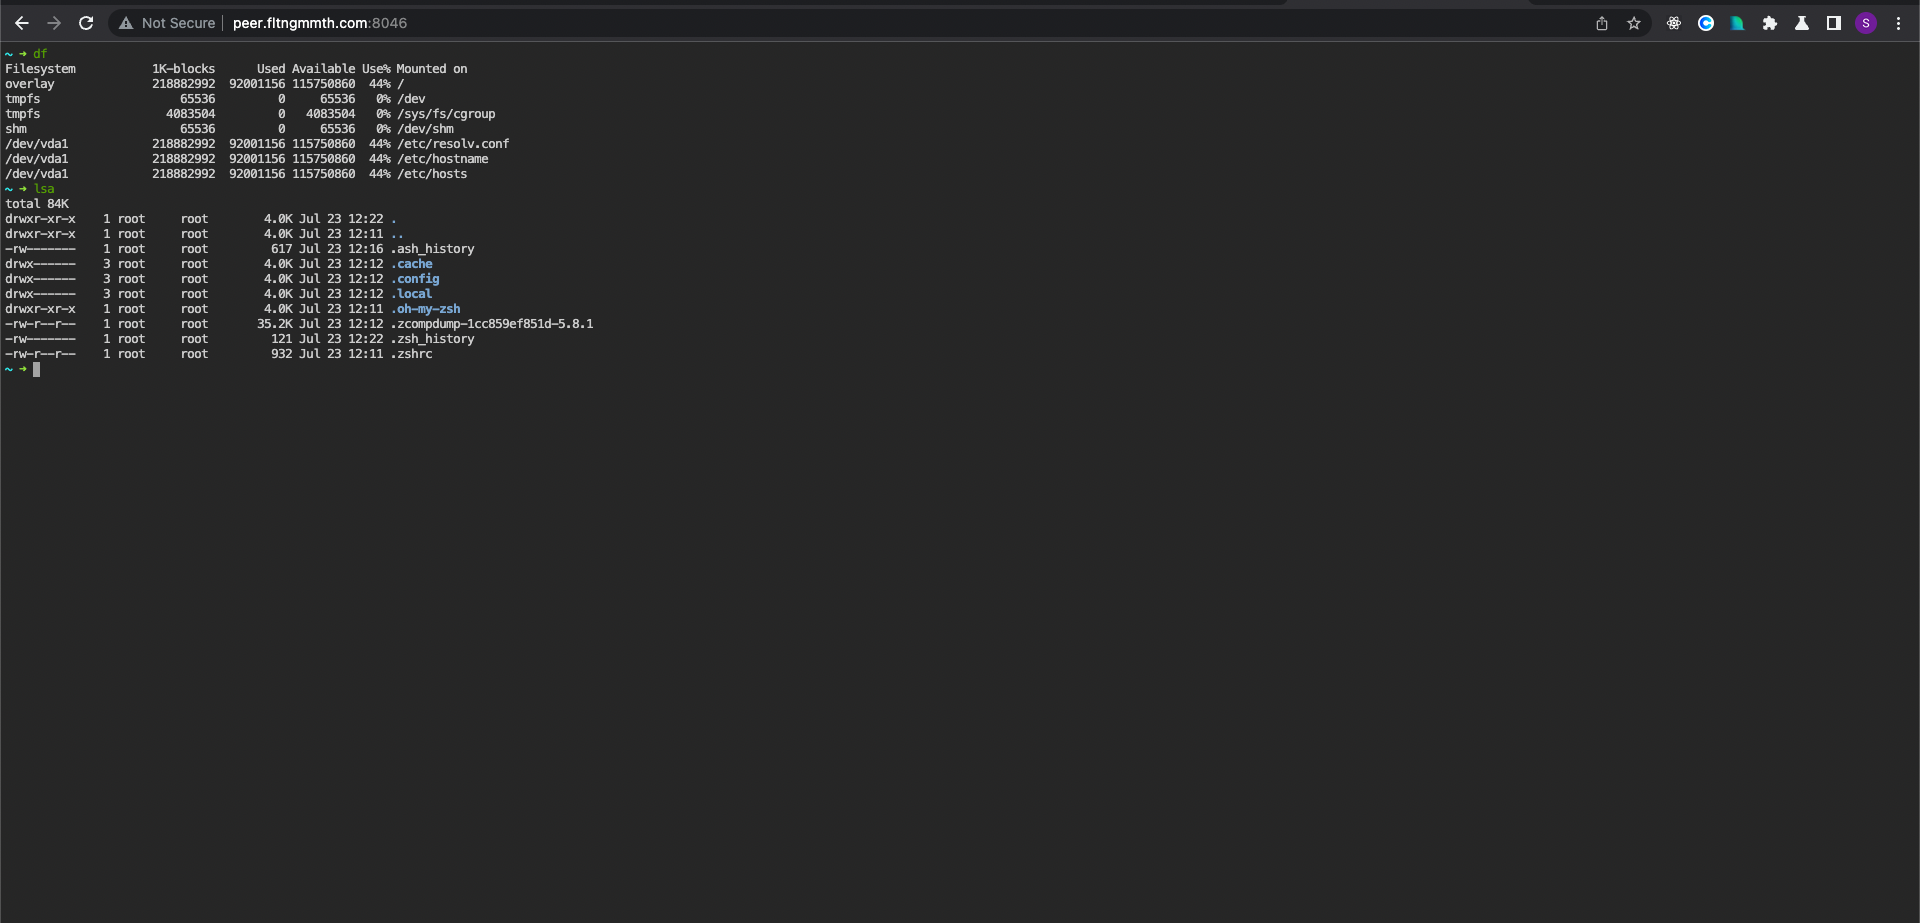 Not Secure | peer.fltngmmth.com:8046
S
~ ➜ df
Filesystem           1K-blocks      Used Available Use% Mounted on
overlay              218882992  92001156 115750860  44% /
tmpfs                    65536         0     65536   0% /dev
tmpfs                  4083504         0   4083504   0% /sys/fs/cgroup
shm                      65536         0     65536   0% /dev/shm
/dev/vda1            218882992  92001156 115750860  44% /etc/resolv.conf
/dev/vda1            218882992  92001156 115750860  44% /etc/hostname
/dev/vda1            218882992  92001156 115750860  44% /etc/hosts
~ ➜ lsa
total 84K
drwxr-xr-x    1 root     root        4.0K Jul 23 12:22 .
drwxr-xr-x    1 root     root        4.0K Jul 23 12:11 ..
-rw-------    1 root     root         617 Jul 23 12:16 .ash_history
drwx------    3 root     root        4.0K Jul 23 12:12 .cache
drwx------    3 root     root        4.0K Jul 23 12:12 .config
drwx------    3 root     root        4.0K Jul 23 12:12 .local
drwxr-xr-x    1 root     root        4.0K Jul 23 12:11 .oh-my-zsh
-rw-r--r--    1 root     root       35.2K Jul 23 12:12 .zcompdump-1cc859ef851d-5.8.1
-rw-------    1 root     root         121 Jul 23 12:22 .zsh_history
-rw-r--r--    1 root     root         932 Jul 23 12:11 .zshrc
~ ➜